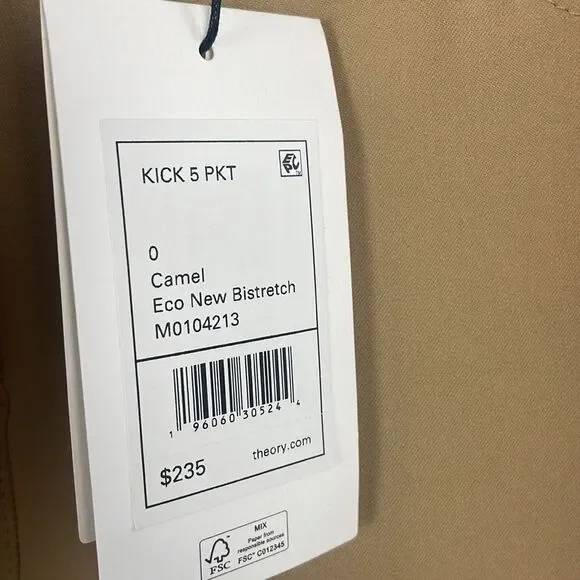 KICK 5 PKT
EPC
0
Camel
Eco New Bistretch
M0104213
1 96060 30524 4
$235
theory.com
MIX
Paper from
responsible sources
FSC® C012345
FSC